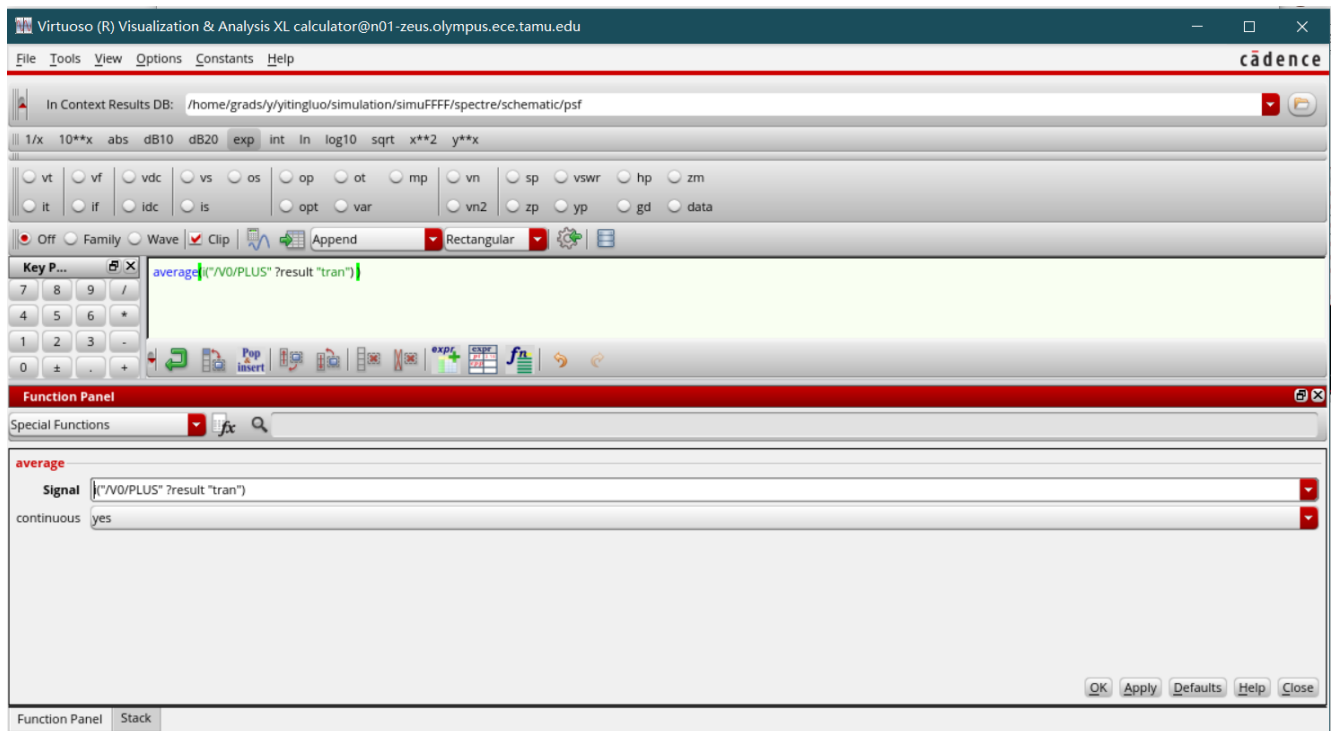 Virtuoso (R) Visualization & Analysis XL calculator@n01-zeus.olympus.ece.tamu.edu
File Tools View Options Constants Help cādence
In Context Results DB: /home/grads/y/yitingluo/simulation/simuFFFF/spectre/schematic/psf
1/x 10**x abs dB10 dB20 exp int ln log10 sqrt x**2 y**x
vt vf vdc vs os op ot mp vn sp vswr hp zm
it if idc is opt var vn2 zp yp gd data
Off Family Wave Clip Append Rectangular
Key P...
average(i("/V0/PLUS" ?result "tran") )
7 8 9 /
4 5 6 *
1 2 3 -
0 ± . +
Pop insert expr expr fn
Function Panel
Special Functions fx
average
Signal i("/V0/PLUS" ?result "tran")
continuous yes
OK Apply Defaults Help Close
Function Panel Stack